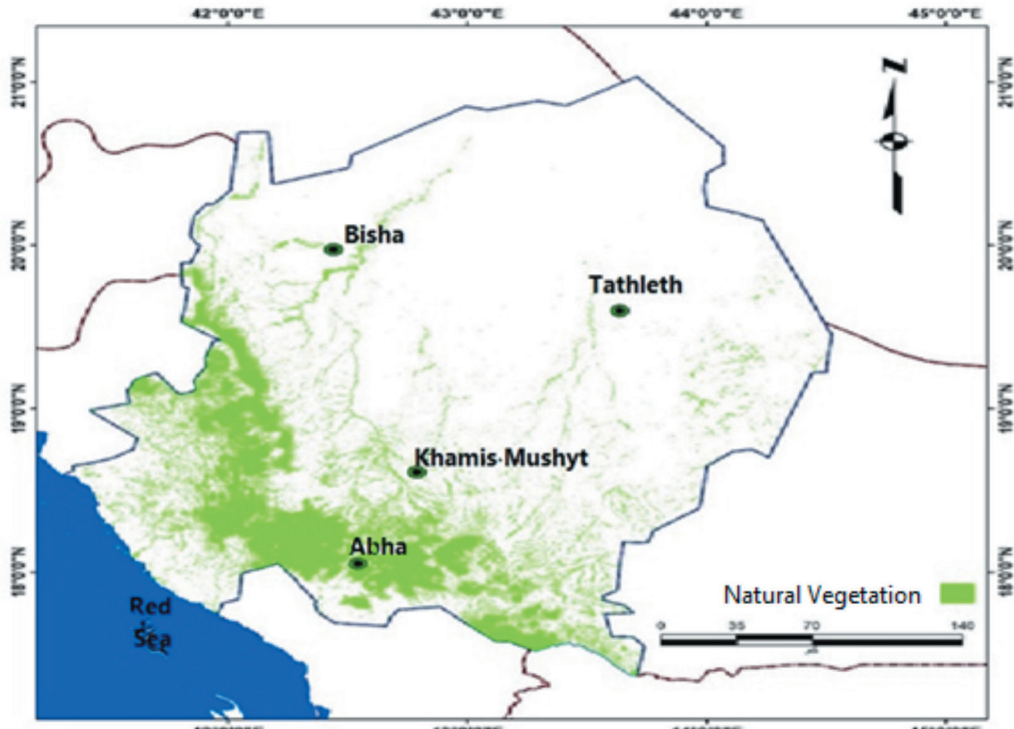 42°0'0"E 43°0'0"E 44°0'0"E 45°0'0"E
21°0'0"N 21°0'0"N
Bisha
20°0'0"N 20°0'0"N
Tathleth
19°0'0"N 19°0'0"N
Khamis Mushyt
Abha
18°0'0"N 18°0'0"N
Natural Vegetation
Red
Sea
0 35 70 140
N